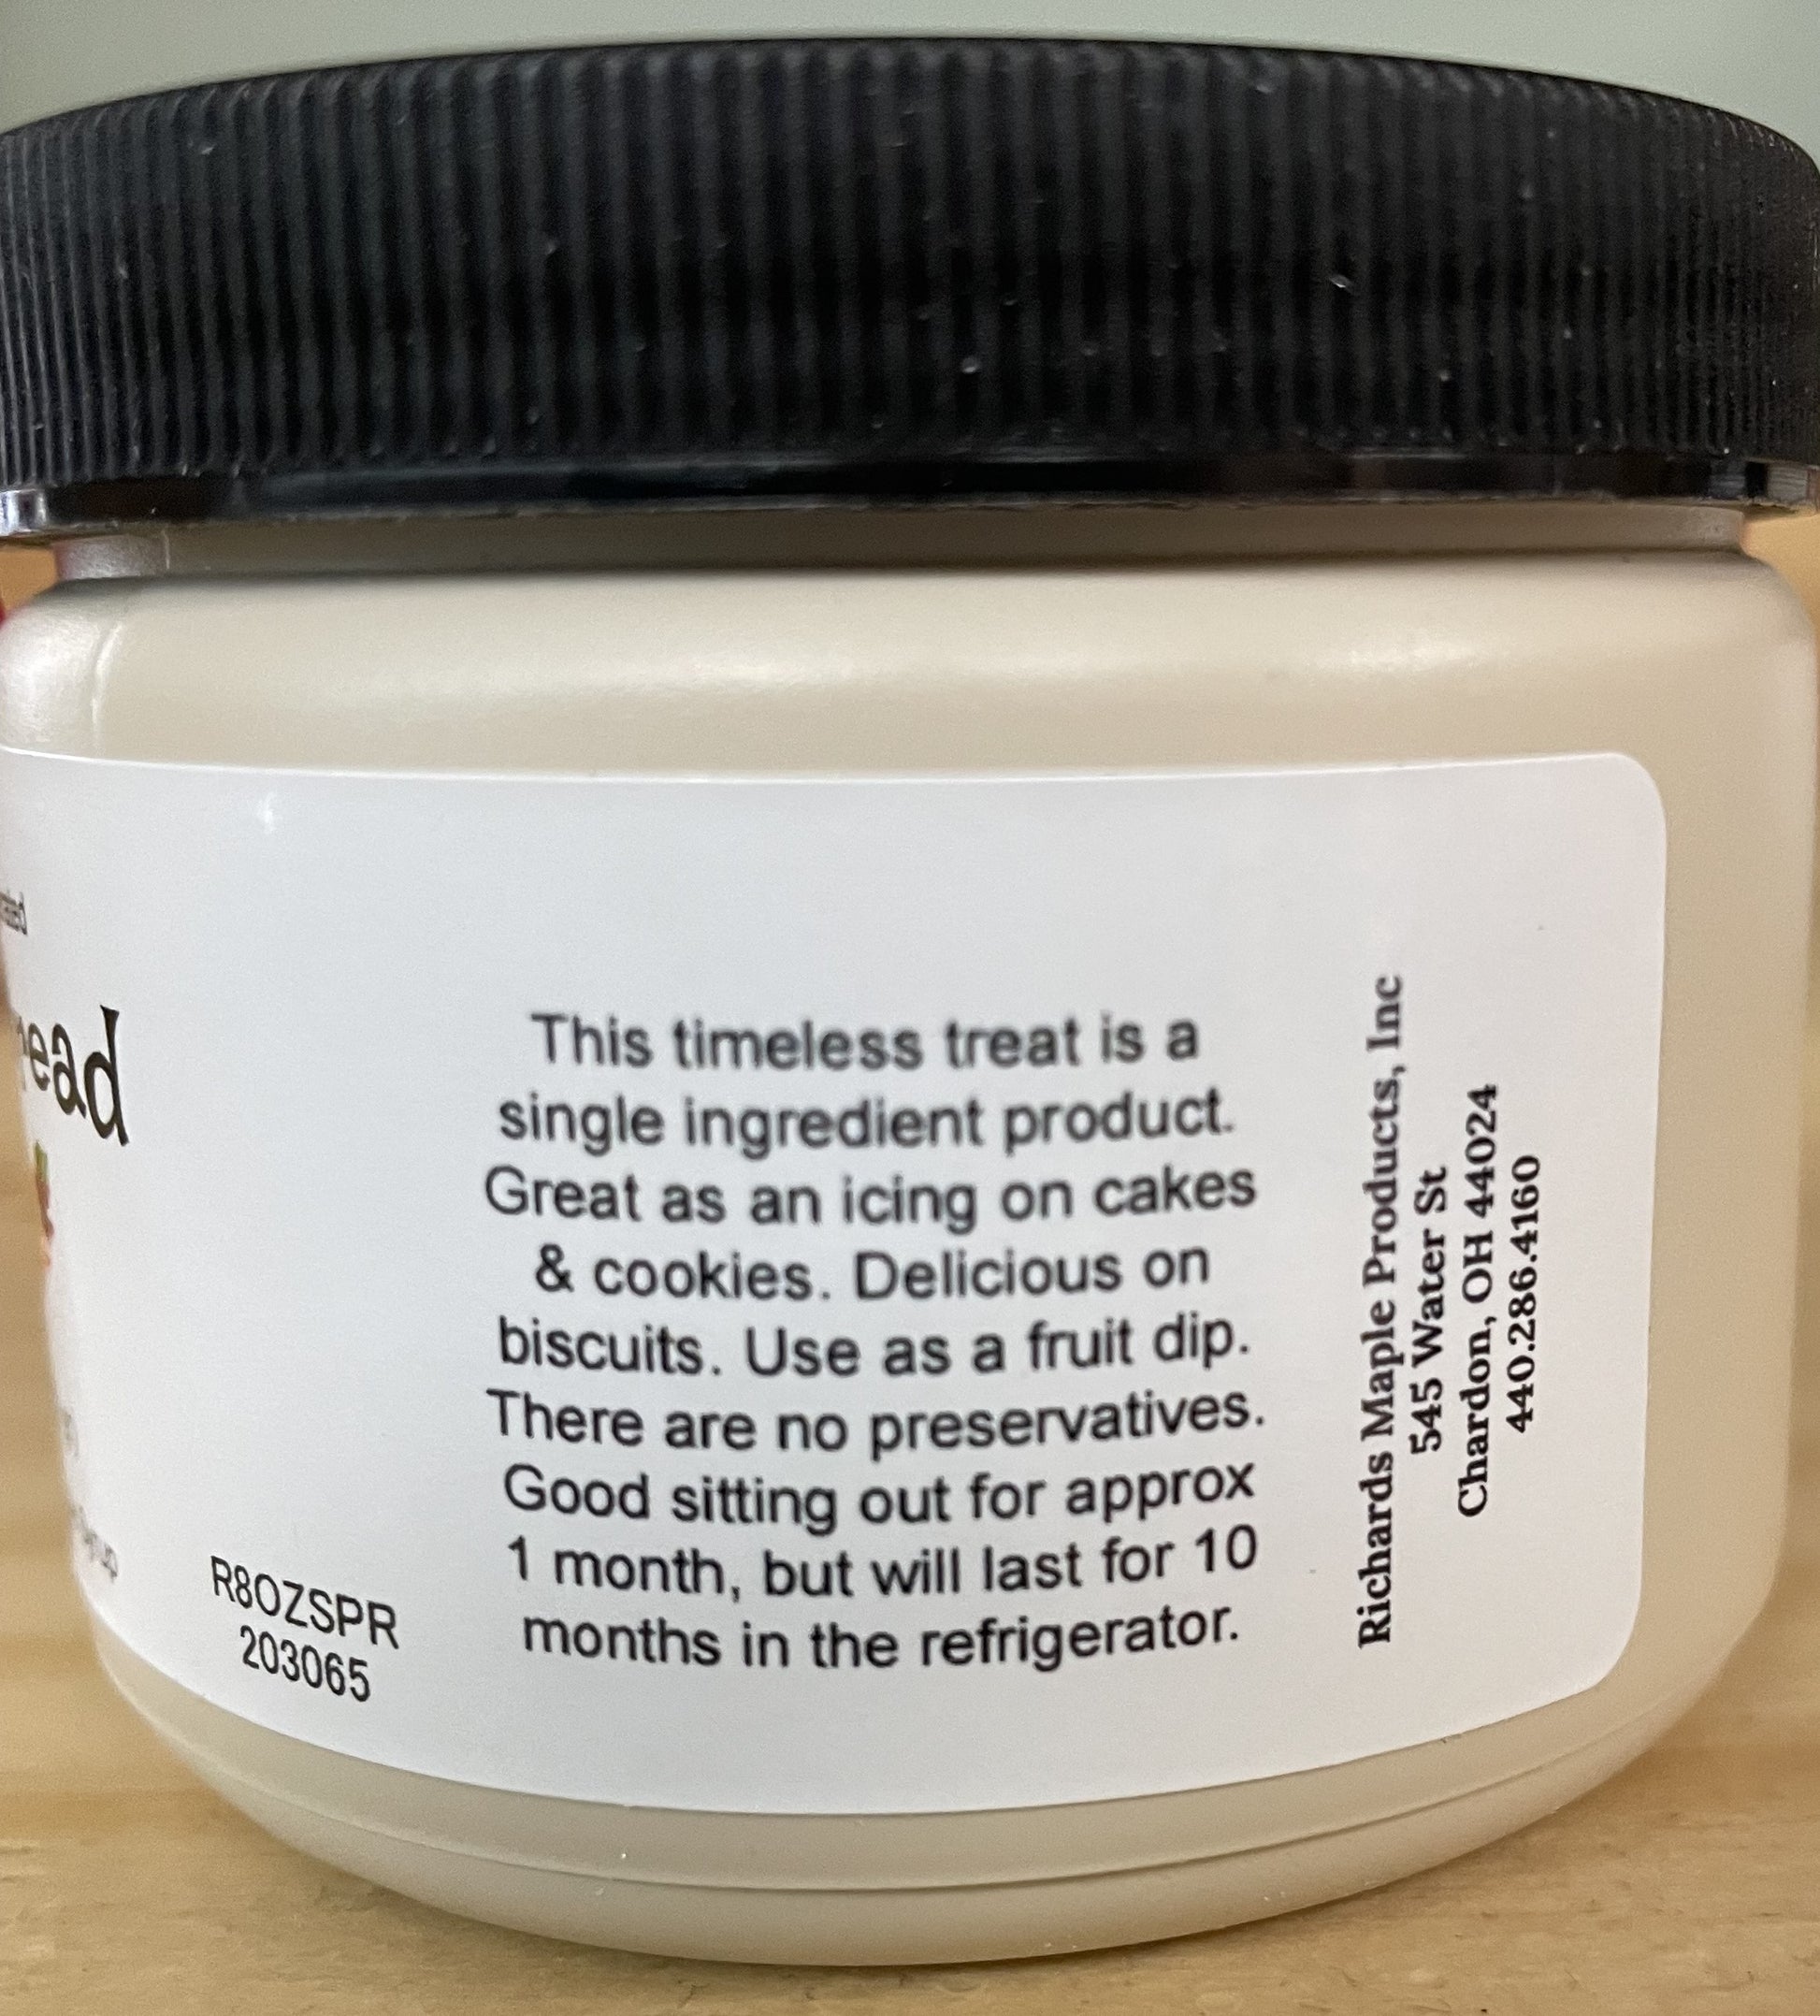 ead
R8OZSPR
203065
This timeless treat is a
single ingredient product.
Great as an icing on cakes
& cookies. Delicious on
biscuits. Use as a fruit dip.
There are no preservatives.
Good sitting out for approx
1 month, but will last for 10
months in the refrigerator.
Richards Maple Products, Inc
545 Water St
Chardon, OH 44024
440.286.4160